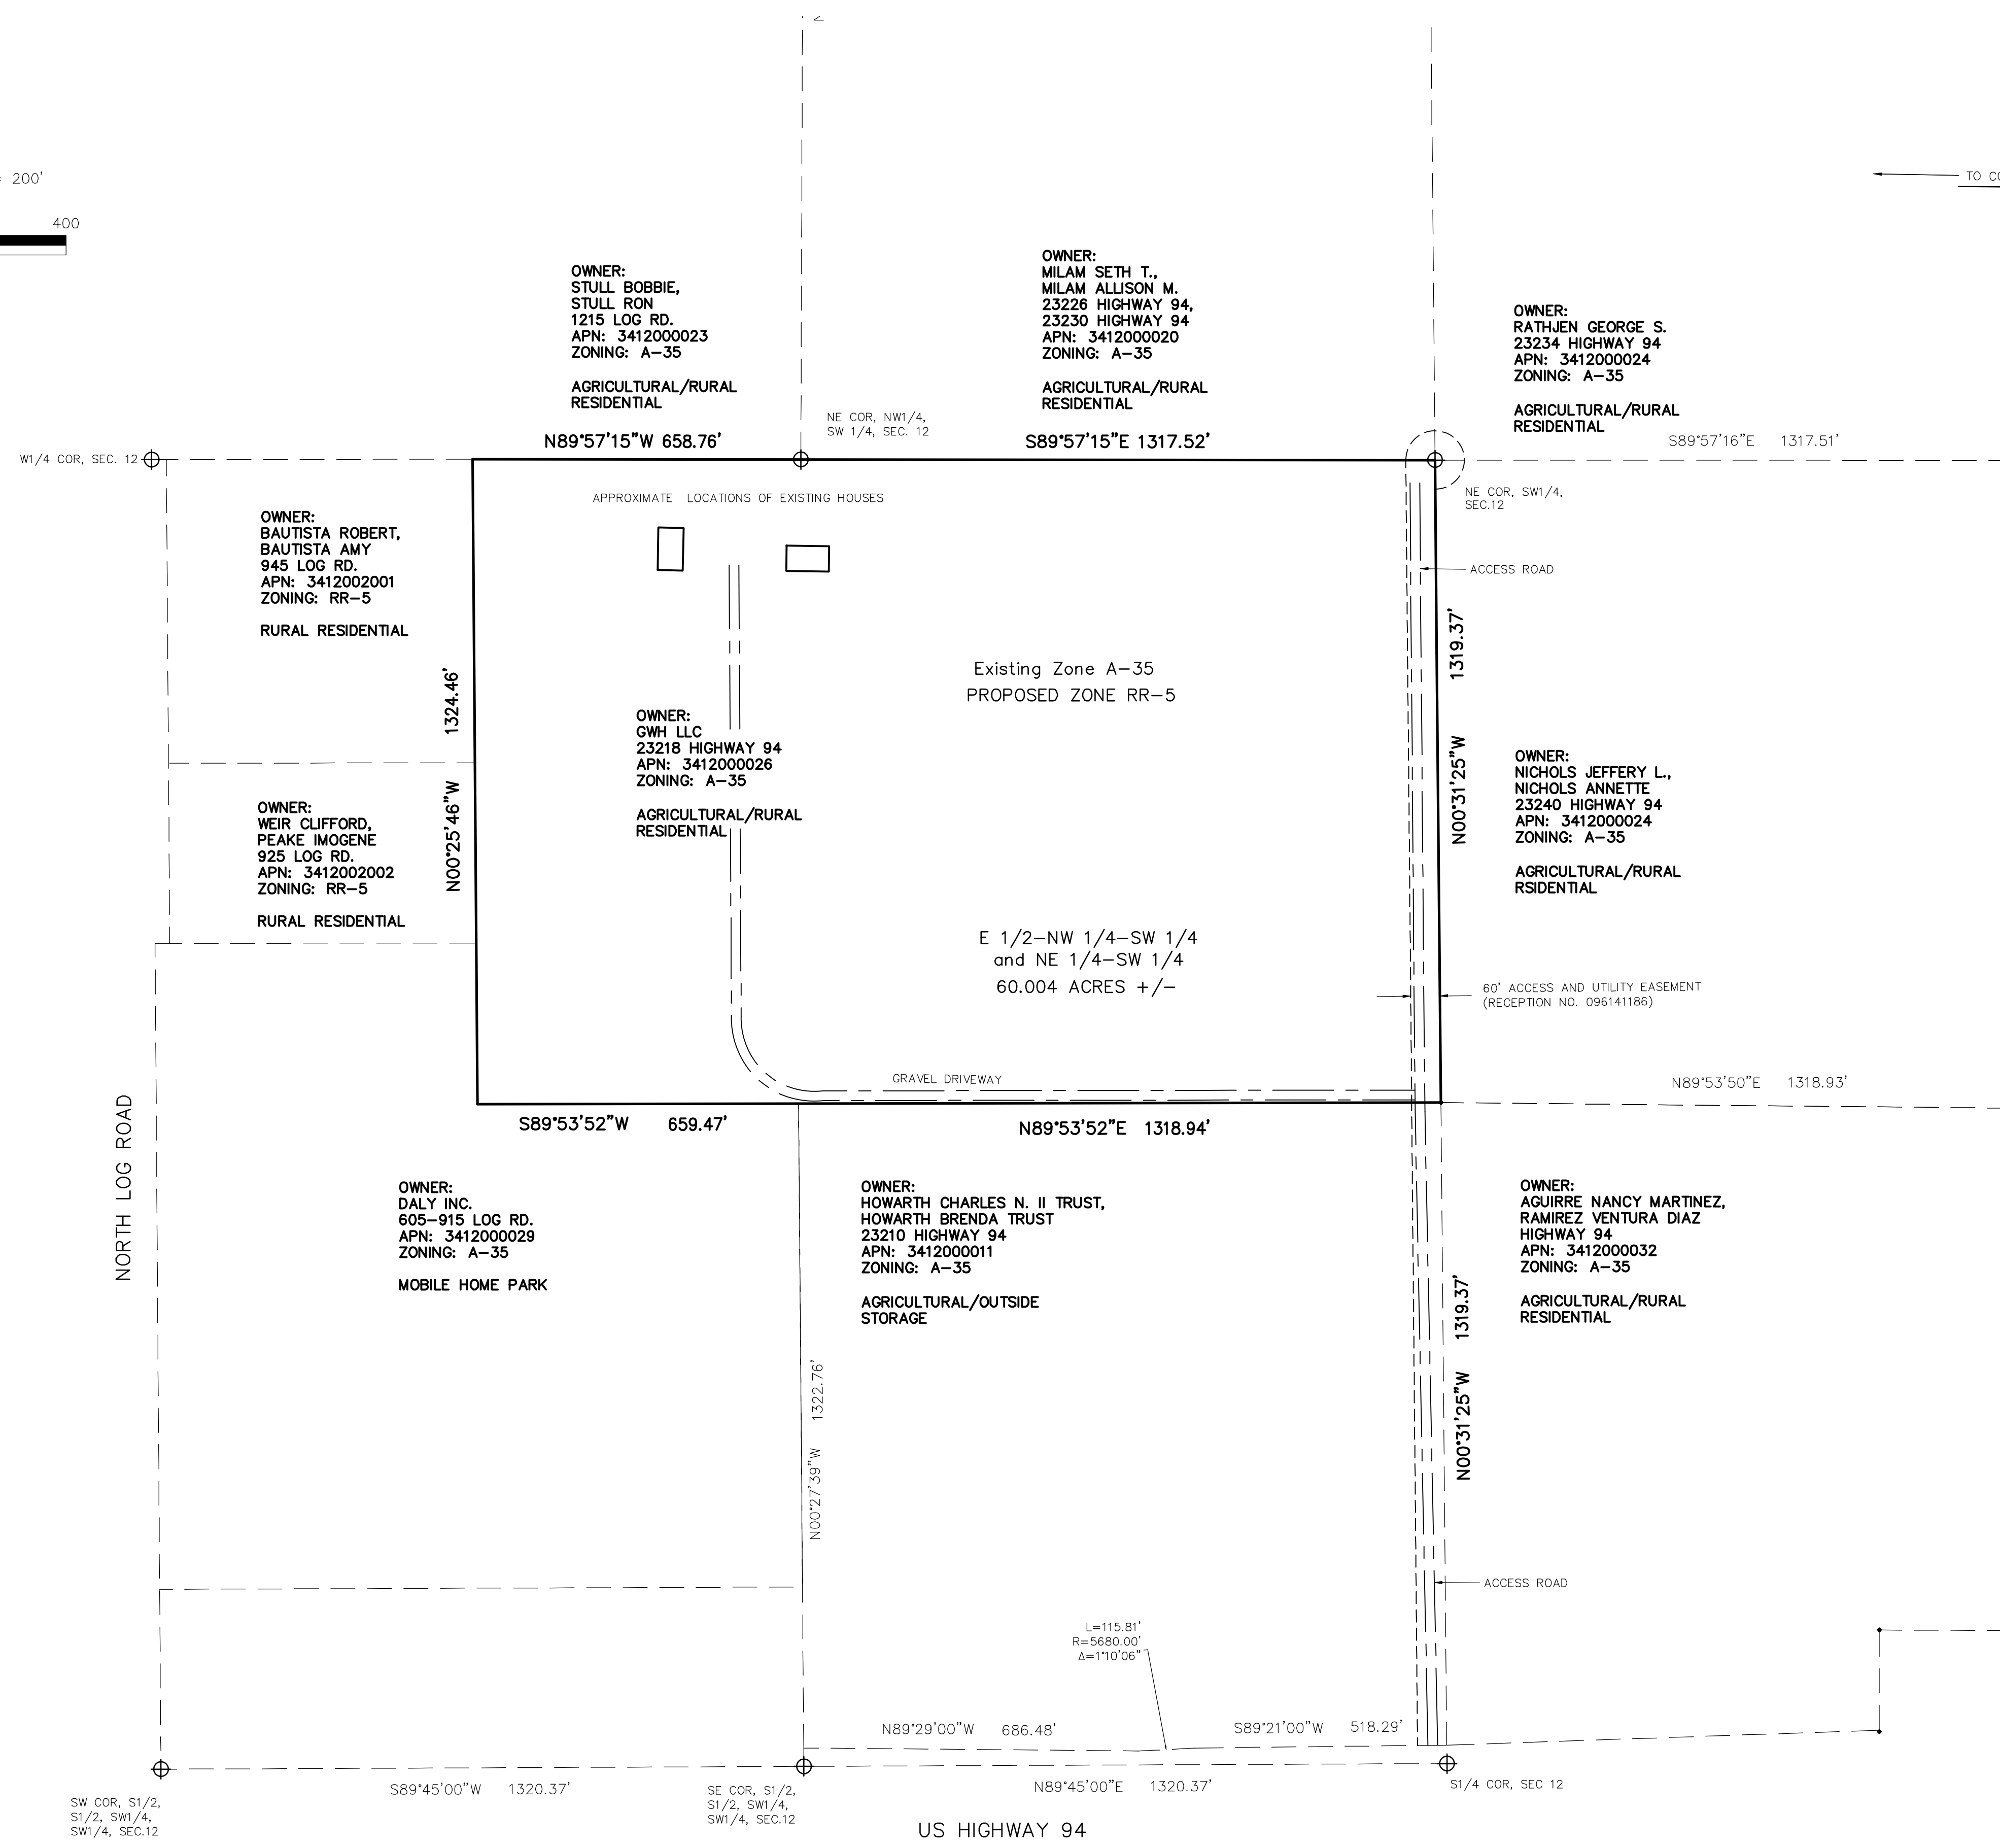 = 200'
400
TO
OWNER:
STULL BOBBIE,
STULL RON
1215 LOG RD.
APN: 3412000023
ZONING: A-35
AGRICULTURAL/RURAL
RESIDENTIAL
OWNER:
MILAM SETH T.,
MILAM ALLISON M.
23226 HIGHWAY 94,
23230 HIGHWAY 94
APN: 3412000020
ZONING: A-35
AGRICULTURAL/RURAL
RESIDENTIAL
OWNER:
RATHJEN GEORGE S.
23234 HIGHWAY 94
APN: 3412000024
ZONING: A-35
AGRICULTURAL/RURAL
RESIDENTIAL
NE COR, NW1/4,
SW 1/4, SEC. 12
N89°57'15"W 658.76'
S89°57'15"E 1317.52'
S89°57'16"E 1317.51'
W1/4 COR, SEC. 12
NE COR, SW1/4,
SEC.12
APPROXIMATE LOCATIONS OF EXISTING HOUSES
OWNER:
BAUTISTA ROBERT,
BAUTISTA AMY
945 LOG RD.
APN: 3412002001
ZONING: RR-5
RURAL RESIDENTIAL
ACCESS ROAD
N00°25'46"W 1324.46'
Existing Zone A-35
PROPOSED ZONE RR-5
N00°31'25"W 1319.37'
OWNER:
GWH LLC
23218 HIGHWAY 94
APN: 3412000026
ZONING: A-35
AGRICULTURAL/RURAL
RESIDENTIAL
OWNER:
NICHOLS JEFFERY L.,
NICHOLS ANNETTE
23240 HIGHWAY 94
APN: 3412000024
ZONING: A-35
AGRICULTURAL/RURAL
RSIDENTIAL
OWNER:
WEIR CLIFFORD,
PEAKE IMOGENE
925 LOG RD.
APN: 3412002002
ZONING: RR-5
RURAL RESIDENTIAL
E 1/2-NW 1/4-SW 1/4
and NE 1/4-SW 1/4
60.004 ACRES +/-
60' ACCESS AND UTILITY EASEMENT
(RECEPTION NO. 096141186)
GRAVEL DRIVEWAY
N89°53'50"E 1318.93'
S89°53'52"W 659.47'
N89°53'52"E 1318.94'
NORTH LOG ROAD
OWNER:
DALY INC.
605-915 LOG RD.
APN: 3412000029
ZONING: A-35
MOBILE HOME PARK
OWNER:
HOWARTH CHARLES N. II TRUST,
HOWARTH BRENDA TRUST
23210 HIGHWAY 94
APN: 3412000011
ZONING: A-35
AGRICULTURAL/OUTSIDE
STORAGE
OWNER:
AGUIRRE NANCY MARTINEZ,
RAMIREZ VENTURA DIAZ
HIGHWAY 94
APN: 3412000032
ZONING: A-35
AGRICULTURAL/RURAL
RESIDENTIAL
N00°27'39"W 1322.76'
N00°31'25"W 1319.37'
ACCESS ROAD
L=115.81'
R=5680.00'
Δ=1°10'06"
N89°29'00"W 686.48'
S89°21'00"W 518.29'
S89°45'00"W 1320.37'
N89°45'00"E 1320.37'
SW COR, S1/2,
S1/2, SW1/4,
SW1/4, SEC.12
SE COR, S1/2,
S1/2, SW1/4,
SW1/4, SEC.12
S1/4 COR, SEC 12
US HIGHWAY 94